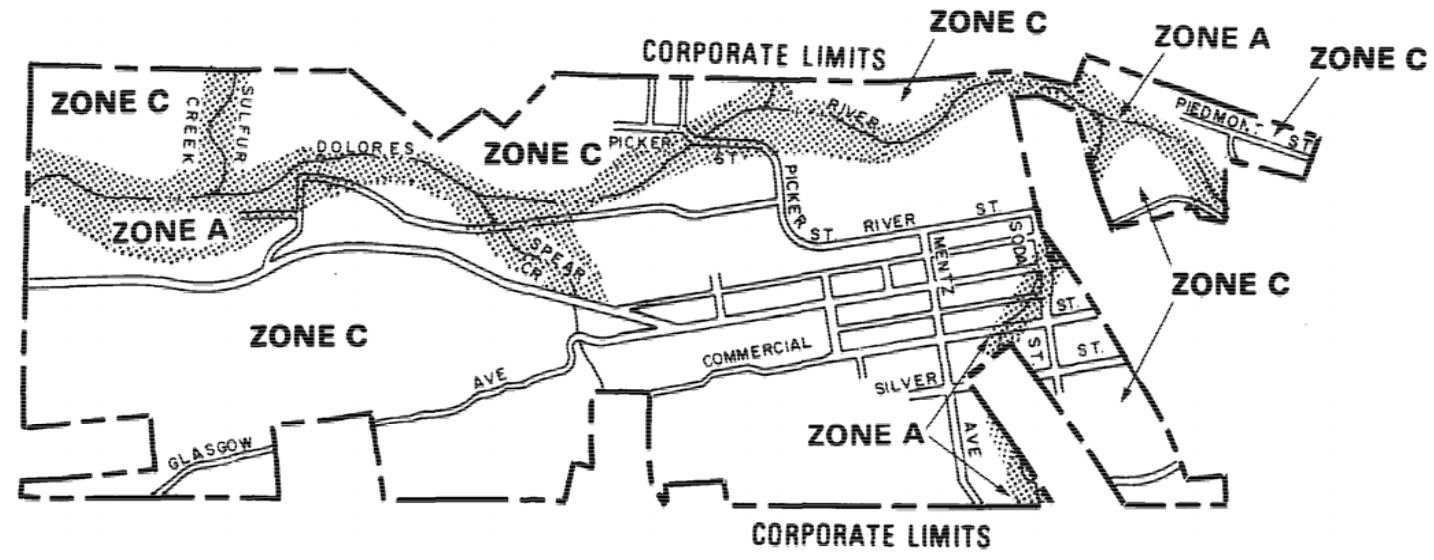 ZONE C
CORPORATE LIMITS
ZONE A
ZONE C
ZONE C
SULFUR
CREEK
RIVER
PIEDMONT
ST.
DOLORES
ZONE C
PICKER
ST.
PICKER
ST.
ZONE A
RIVER
ST.
SPEAR
CR
MENTZ
SODA
ST.
ZONE C
ZONE C
COMMERCIAL
ST.
ST.
AVE
SILVER
AVE
ZONE A
GLASGOW
CORPORATE LIMITS